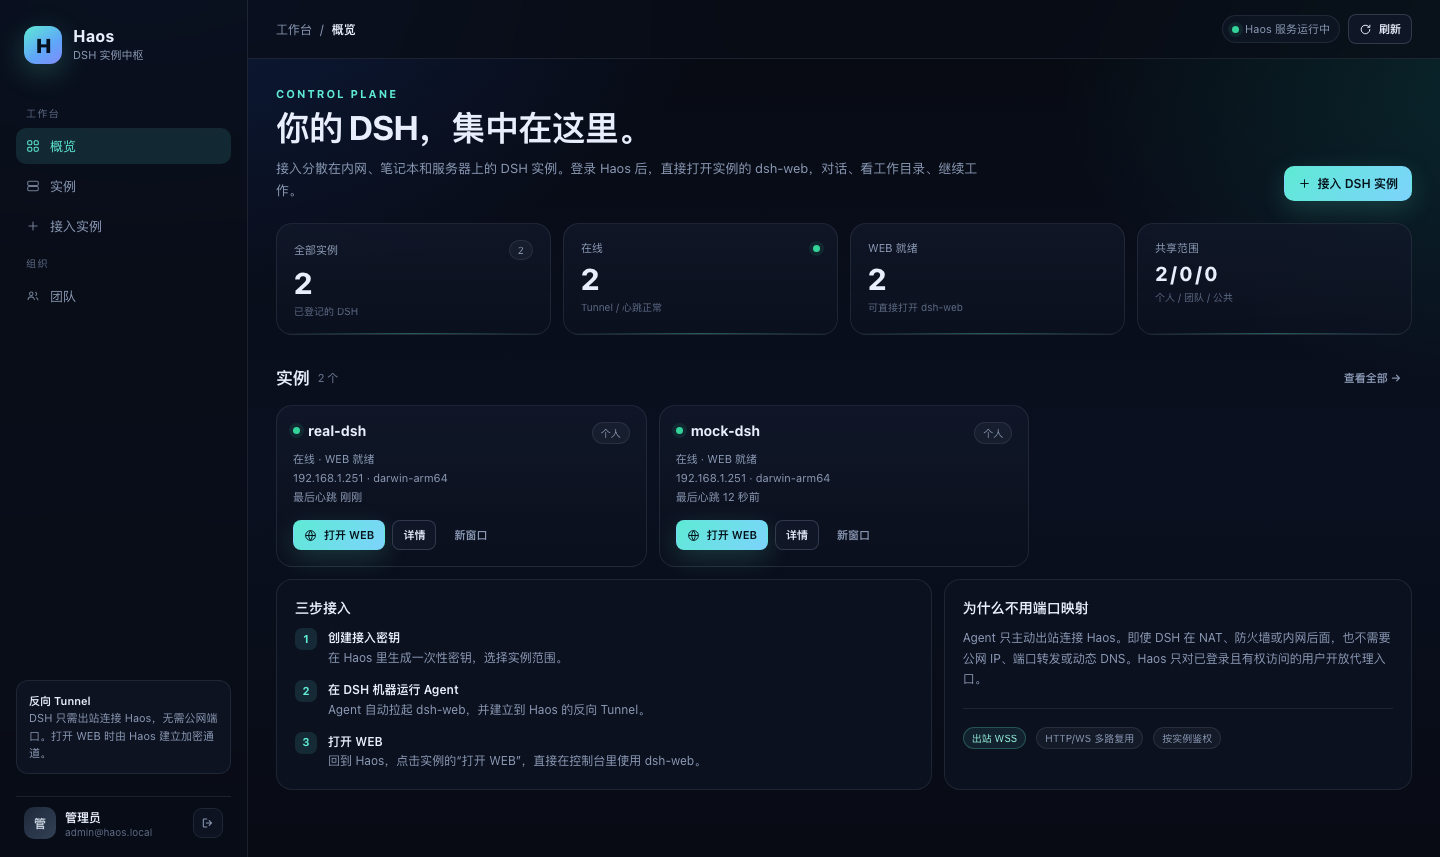 H
Haos
DSH 实例中枢
工作台
概览
实例
接入实例
组织
团队
反向 Tunnel
DSH 只需出站连接 Haos，无需公网端
口。打开 WEB 时由 Haos 建立加密通
道。
管
管理员
admin@haos.local
工作台 / 概览
Haos 服务运行中
刷新
CONTROL PLANE
你的 DSH，集中在这里。
接入分散在内网、笔记本和服务器上的 DSH 实例。登录 Haos 后，直接打开实例的 dsh-web，对话、看工作目录、继续工
作。
接入 DSH 实例
全部实例
2
2
已登记的 DSH
在线
2
Tunnel / 心跳正常
WEB 就绪
2
可直接打开 dsh-web
共享范围
2/0/0
个人 / 团队 / 公共
实例 2 个
查看全部 →
real-dsh
个人
在线 · WEB 就绪
192.168.1.251 · darwin-arm64
最后心跳 刚刚
打开 WEB
详情
新窗口
mock-dsh
个人
在线 · WEB 就绪
192.168.1.251 · darwin-arm64
最后心跳 12 秒前
打开 WEB
详情
新窗口
三步接入
1
创建接入密钥
在 Haos 里生成一次性密钥，选择实例范围。
2
在 DSH 机器运行 Agent
Agent 自动拉起 dsh-web，并建立到 Haos 的反向 Tunnel。
3
打开 WEB
回到 Haos，点击实例的“打开 WEB”，直接在控制台里使用 dsh-web。
为什么不用端口映射
Agent 只主动出站连接 Haos。即使 DSH 在 NAT、防火墙或内网后面，也不需要
公网 IP、端口转发或动态 DNS。Haos 只对已登录且有权访问的用户开放代理入
口。
出站 WSS
HTTP/WS 多路复用
按实例鉴权